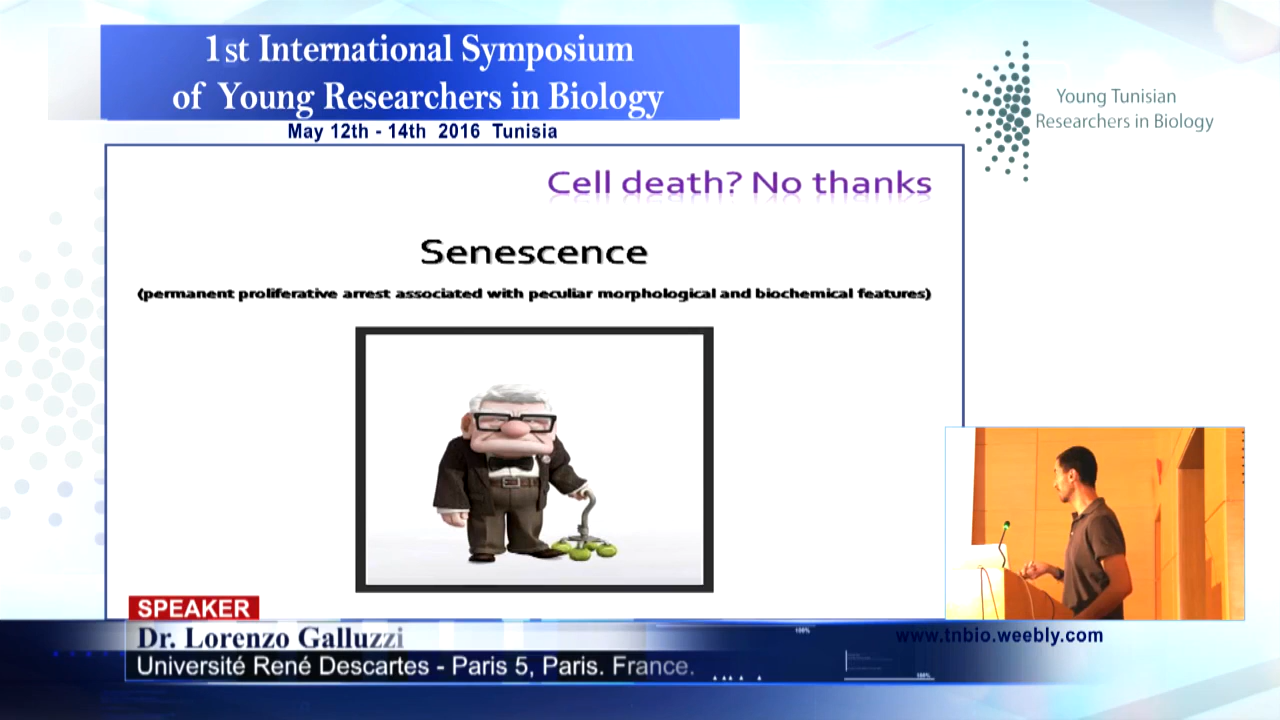 1st International Symposium
of Young Researchers in Biology
May 12th - 14th 2016 Tunisia
Young Tunisian
Researchers in Biology
Cell death? No thanks
Senescence
(permanent proliferative arrest associated with peculiar morphological and biochemical features)
SPEAKER
Dr. Lorenzo Galluzzi
Université René Descartes - Paris 5, Paris. France.
100%
www.tnbio.weebly.com
100%